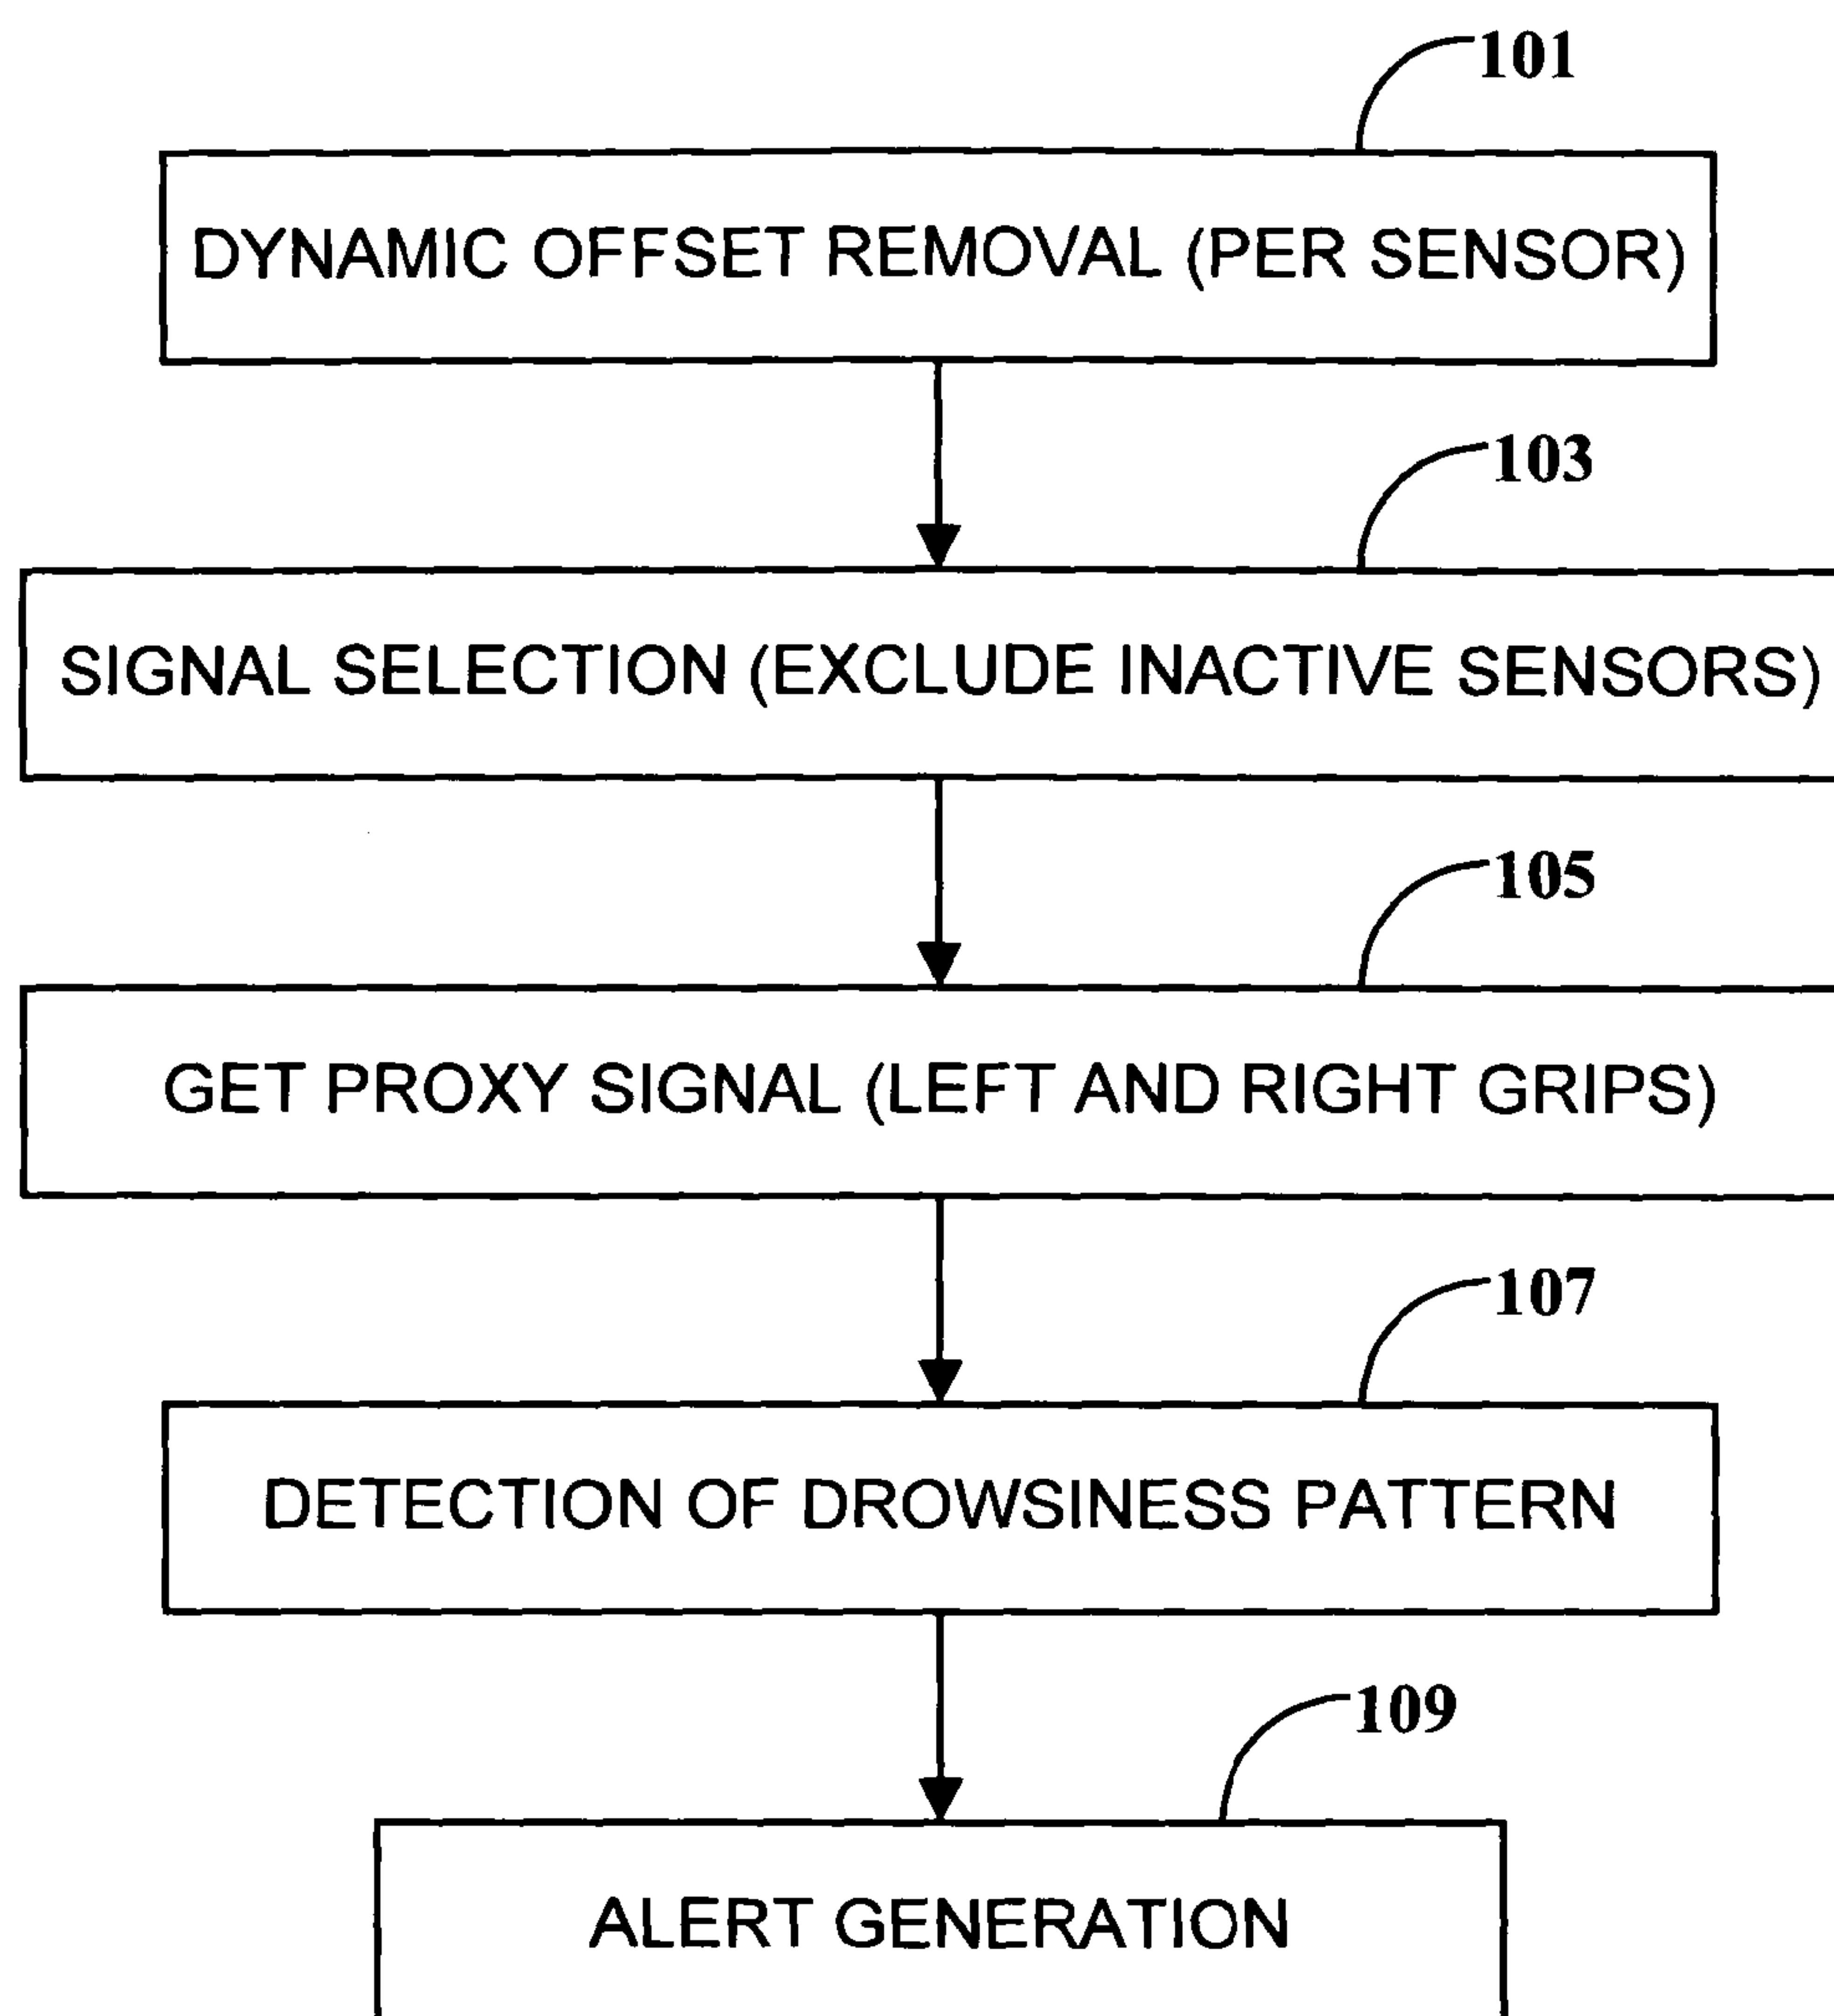 101
DYNAMIC OFFSET REMOVAL (PER SENSOR)
103
SIGNAL SELECTION (EXCLUDE INACTIVE SENSORS)
105
GET PROXY SIGNAL (LEFT AND RIGHT GRIPS)
107
DETECTION OF DROWSINESS PATTERN
109
ALERT GENERATION